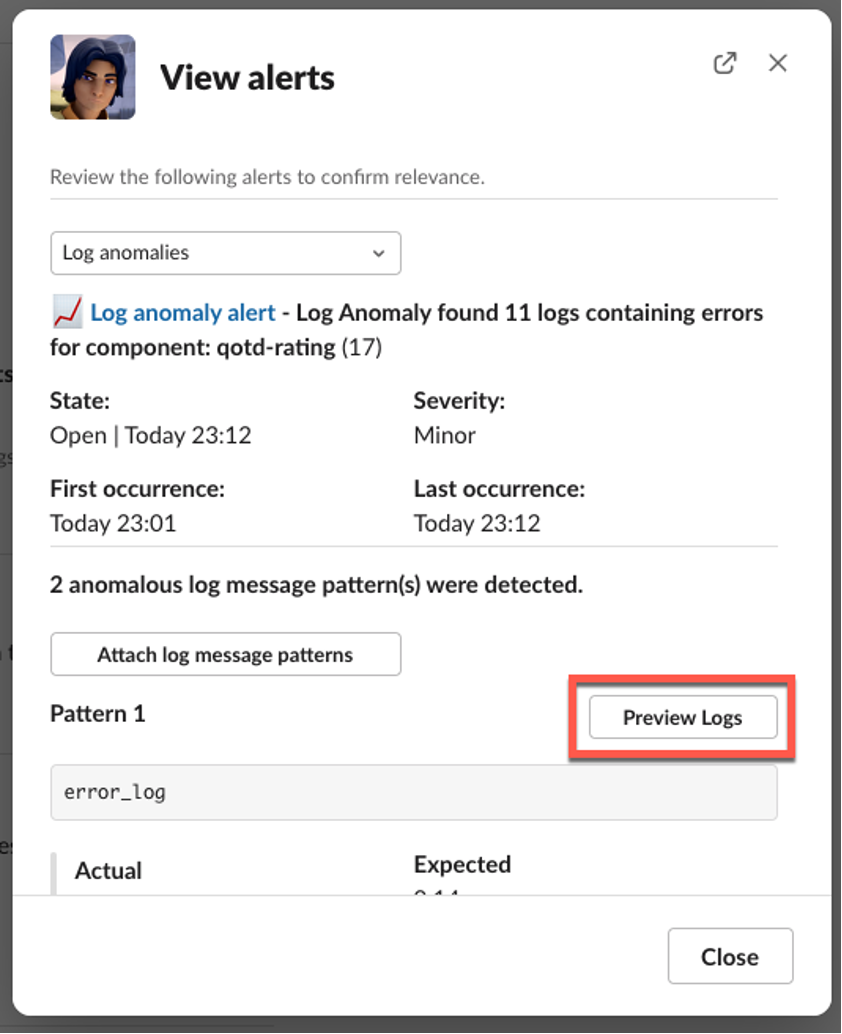 View alerts
Review the following alerts to confirm relevance.
Log anomalies
Log anomaly alert - Log Anomaly found 11 logs containing errors
for component: qotd-rating (17)
State:
Severity:
Open | Today 23:12
Minor
First occurrence:
Last occurrence:
Today 23:01
Today 23:12
2 anomalous log message pattern(s) were detected.
Attach log message patterns
Pattern 1
Preview Logs
error_log
Actual
Expected
Close